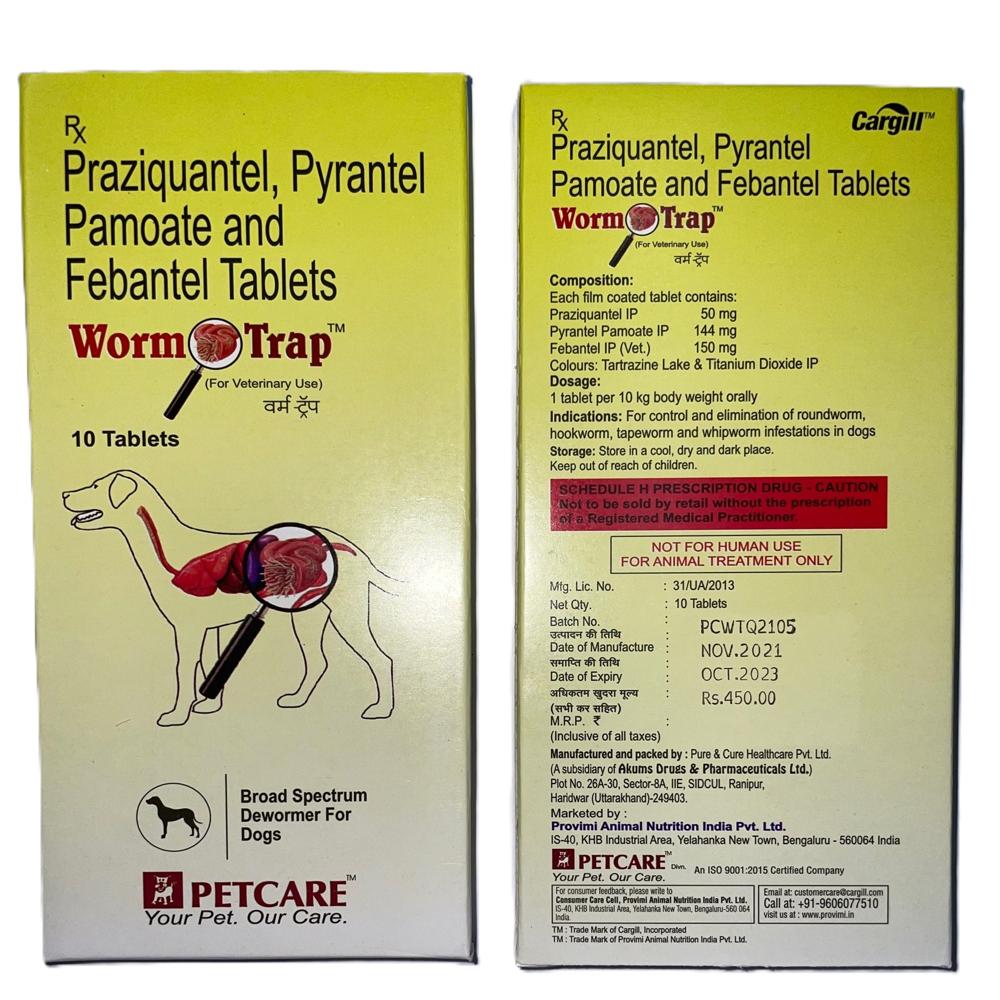 Rx
Praziquantel, Pyrantel
Pamoate and
Febantel Tablets
Worm Trap™
(For Veterinary Use)
वर्म ट्रॅप
10 Tablets
Broad Spectrum
Dewormer For
Dogs
PETCARE™
Your Pet. Our Care.
Rx
Cargill™
Praziquantel, Pyrantel
Pamoate and Febantel Tablets
Worm Trap™
(For Veterinary Use)
वर्म ट्रॅप
Composition:
Each film coated tablet contains:
Praziquantel IP 50 mg
Pyrantel Pamoate IP 144 mg
Febantel IP (Vet.) 150 mg
Colours: Tartrazine Lake & Titanium Dioxide IP
Dosage:
1 tablet per 10 kg body weight orally
Indications: For control and elimination of roundworm,
hookworm, tapeworm and whipworm infestations in dogs
Storage: Store in a cool, dry and dark place.
Keep out of reach of children.
SCHEDULE H PRESCRIPTION DRUG - CAUTION
Not to be sold by retail without the prescription
of a Registered Medical Practitioner.
NOT FOR HUMAN USE
FOR ANIMAL TREATMENT ONLY
Mfg. Lic. No. : 31/UA/2013
Net Qty. : 10 Tablets
Batch No. : PCWTQ2105
उत्पादन की तिथि
Date of Manufacture : NOV.2021
समाप्ति की तिथि
Date of Expiry : OCT.2023
अधिकतम खुदरा मूल्य : Rs.450.00
(सभी कर सहित)
M.R.P. ₹ :
(Inclusive of all taxes)
Manufactured and packed by : Pure & Cure Healthcare Pvt. Ltd.
(A subsidiary of Akums Drugs & Pharmaceuticals Ltd.)
Plot No. 26A-30, Sector-8A, IIE, SIDCUL, Ranipur,
Haridwar (Uttarakhand)-249403.
Marketed by :
Provimi Animal Nutrition India Pvt. Ltd.
IS-40, KHB Industrial Area, Yelahanka New Town, Bengaluru - 560064 India
PETCARE™ Divn. An ISO 9001:2015 Certified Company
Your Pet. Our Care.
For consumer feedback, please write to
Consumer Care Cell, Provimi Animal Nutrition India Pvt. Ltd.
IS-40, KHB Industrial Area, Yelahanka New Town, Bengaluru-560 064
India.
Email at: customercare@cargill.com
Call at: +91-9606077510
visit us at : www.provimi.in
TM : Trade Mark of Cargill, Incorporated
TM : Trade Mark of Provimi Animal Nutrition India Pvt. Ltd.